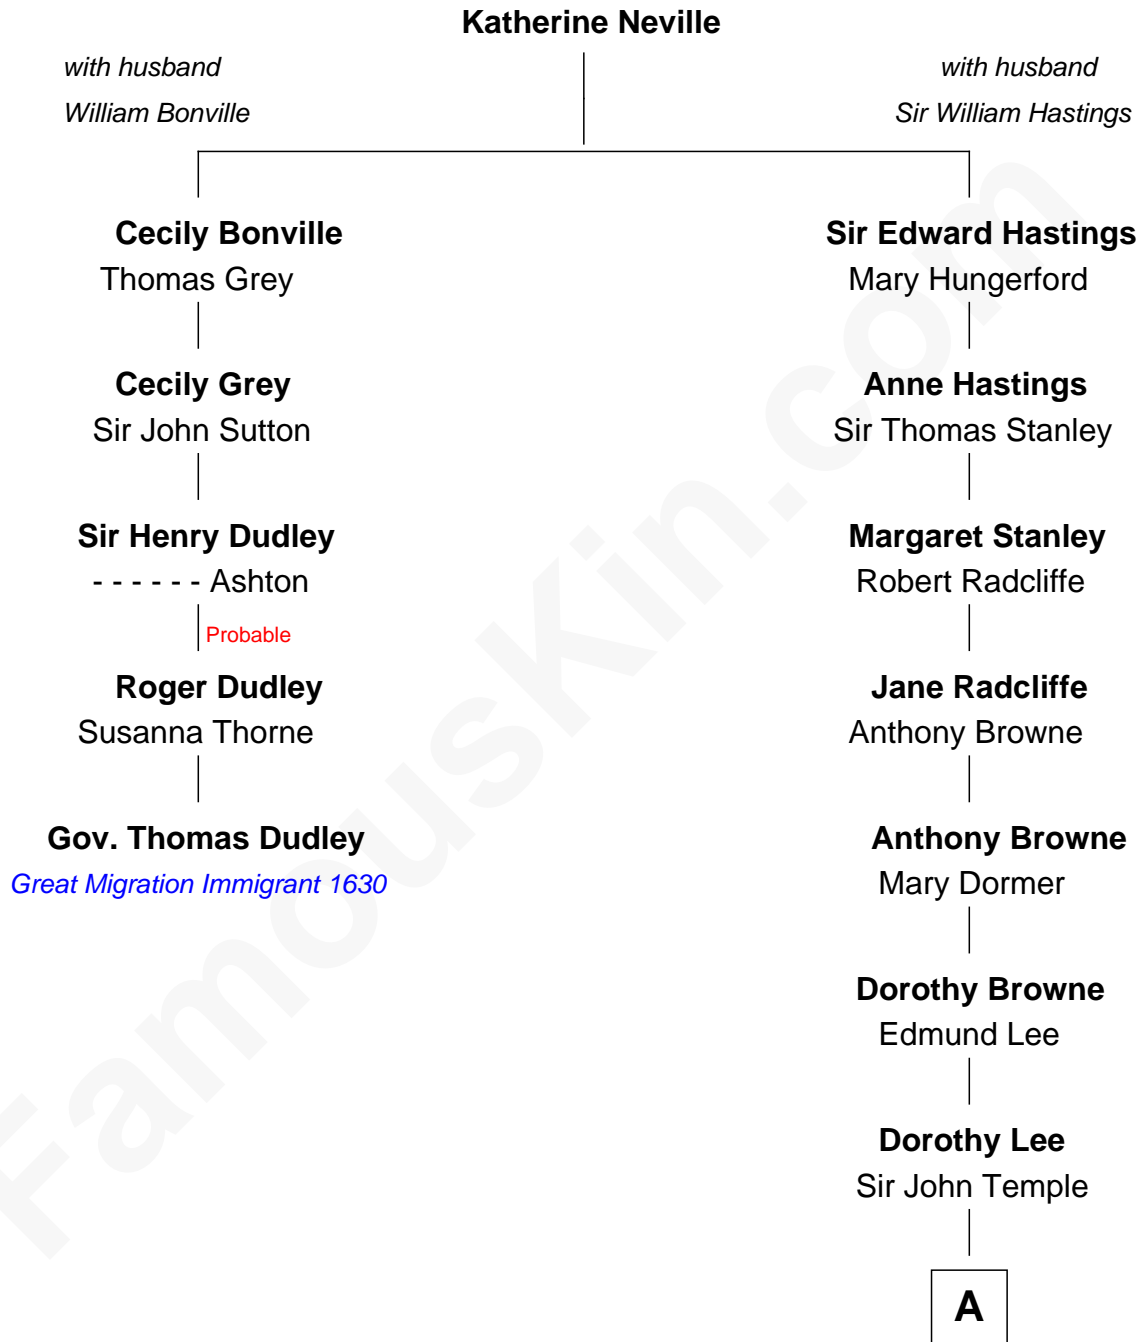 Katherine Neville
with husband
William Bonville
with husband
Sir William Hastings
Cecily Bonville
Thomas Grey
Cecily Grey
Sir John Sutton
Sir Henry Dudley
- - - - - - Ashton
Probable
Roger Dudley
Susanna Thorne
Gov. Thomas Dudley
Great Migration Immigrant 1630
Sir Edward Hastings
Mary Hungerford
Anne Hastings
Sir Thomas Stanley
Margaret Stanley
Robert Radcliffe
Jane Radcliffe
Anthony Browne
Anthony Browne
Mary Dormer
Dorothy Browne
Edmund Lee
Dorothy Lee
Sir John Temple
A
FamousKin.com